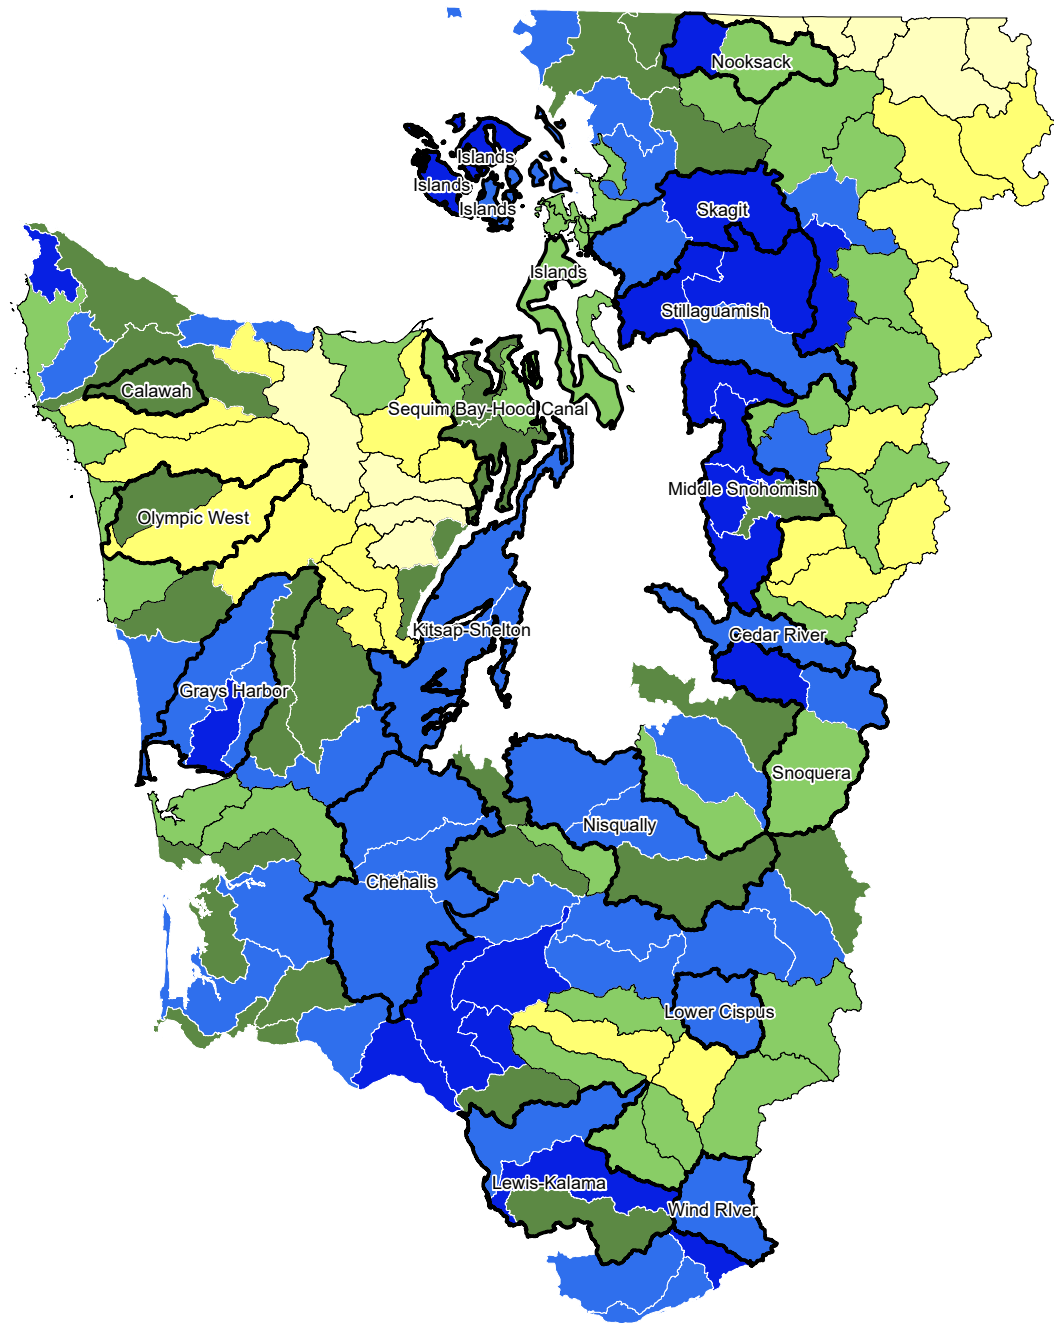 Nooksack
Islands
Islands
Islands
Skagit
Islands
Stillaguamish
Calawah
Sequim Bay-Hood Canal
Middle Snohomish
Olympic West
Kitsap-Shelton
Cedar River
Grays Harbor
Snoquera
Nisqually
Chehalis
Lower Cispus
Lewis-Kalama
Wind RIver